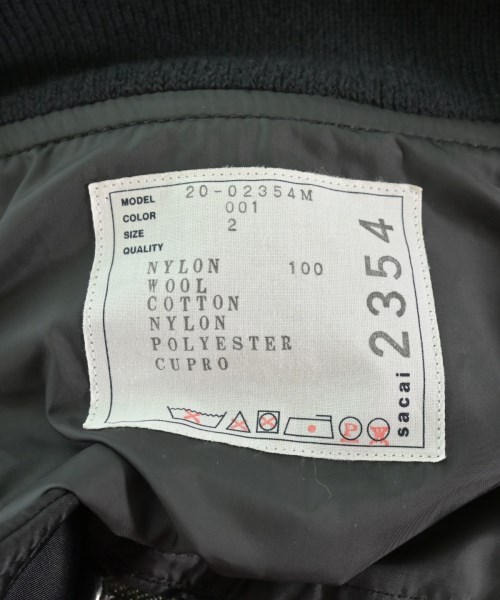 MODEL 20-02354M
COLOR 001
SIZE 2
QUALITY
NYLON 100
WOOL
COTTON
NYLON
POLYESTER
CUPRO
P W
sacai 2354